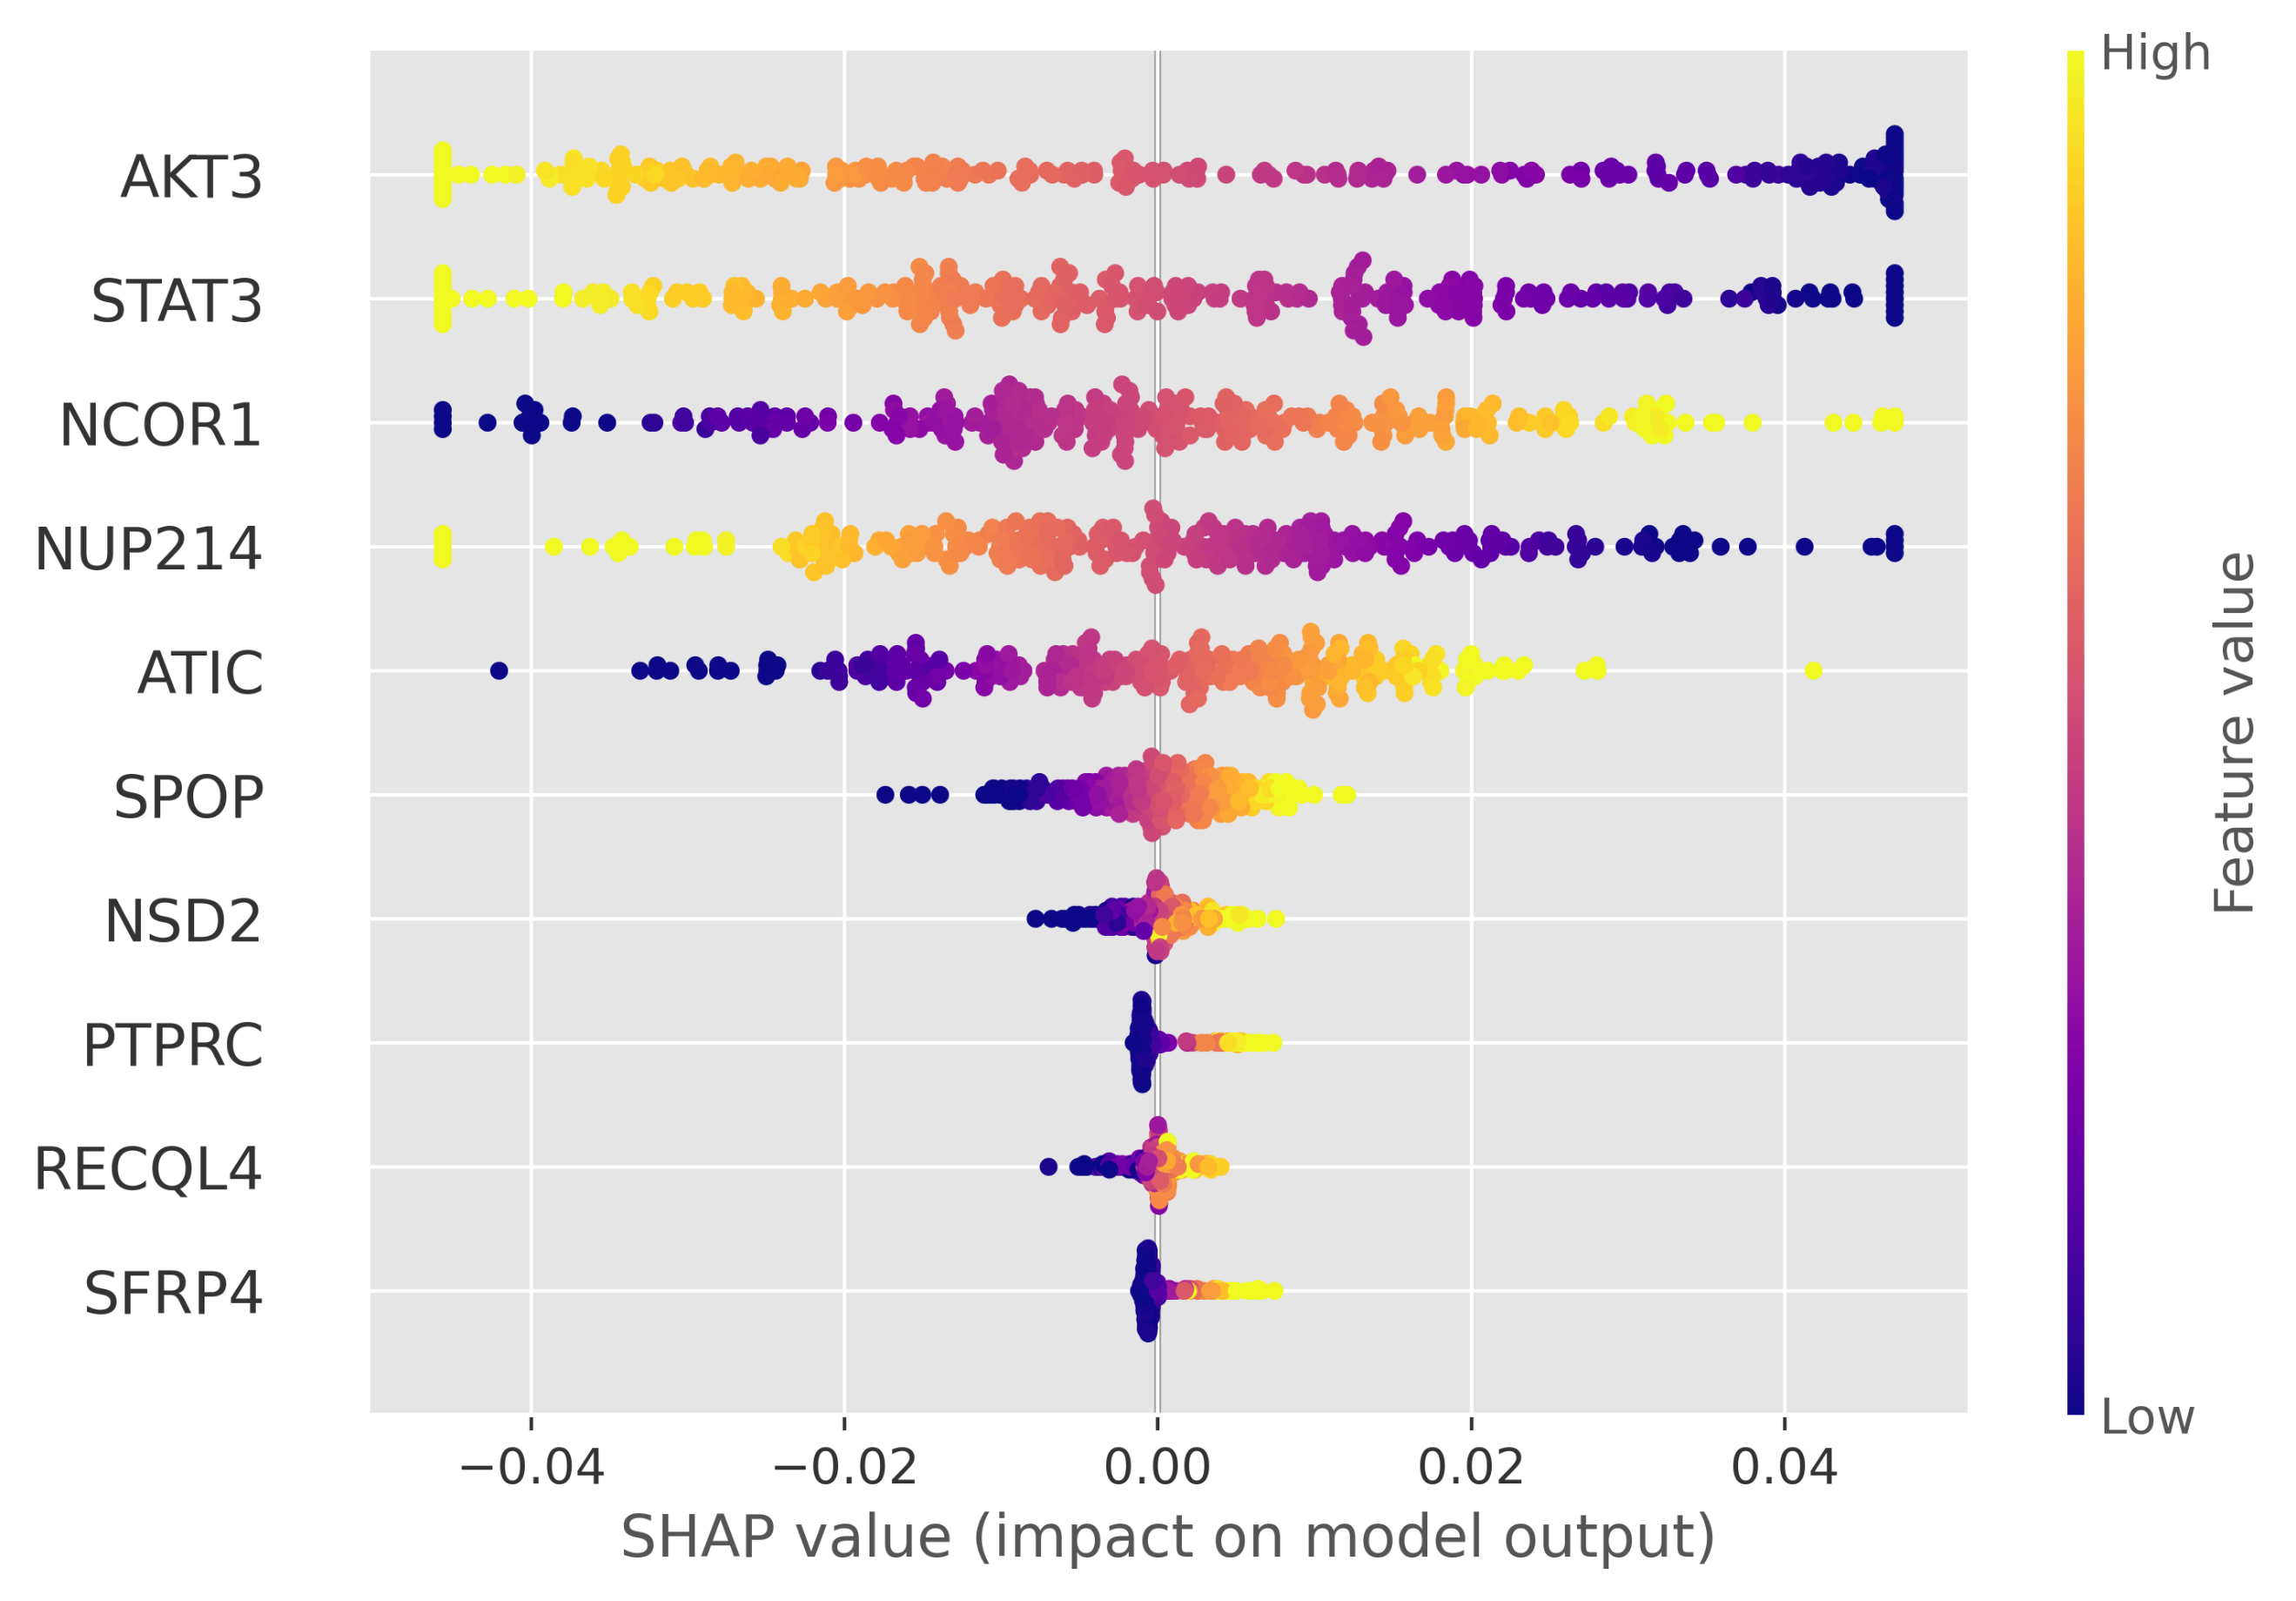 High
AKT3
STAT3
NCOR1
NUP214
ATIC
SPOP
NSD2
PTPRC
RECQL4
SFRP4
Feature value
Low
−0.04 −0.02 0.00 0.02 0.04
SHAP value (impact on model output)